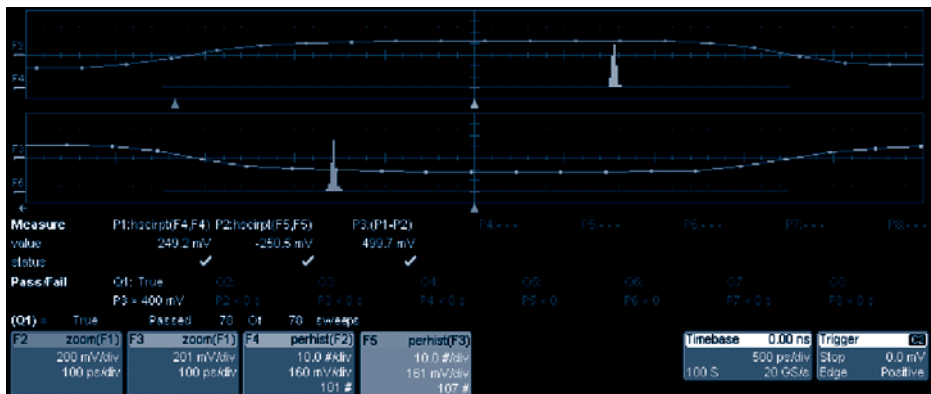 F2
F4
F3
F5
Measure P1:hscirpt(F4,F4) P2:hscirpt(F5,F5) P3:(P1-P2) P4 - - - P5 - - - P6 - - - P7 - - - P8 - - -
value 249.2 mV -250.5 mV 499.7 mV
status
Pass/Fail Q1: True Q2: Q3: Q4 Q5: Q6: Q7 Q8:
P3 > 400 mV P2 < 0 : P3 < 0 : P4 < 0 : P5 < 0 P6 < 0 P7 < 0 : P8 < 0 :
(Q1) = True Passed 78 Of 78 sweeps
F2 zoom(F1) F3 zoom(F1) F4 perhist(F2) F5 perhist(F3)
200 mV/div 201 mV/div 10.0 #/div 10.0 #/div
100 ps/div 100 ps/div 160 mV/div 161 mV/div
101 # 107 #
Timebase 0.00 ns Trigger C2
500 ps/div Stop 0.0 mV
100 S 20 GS/s Edge Positive